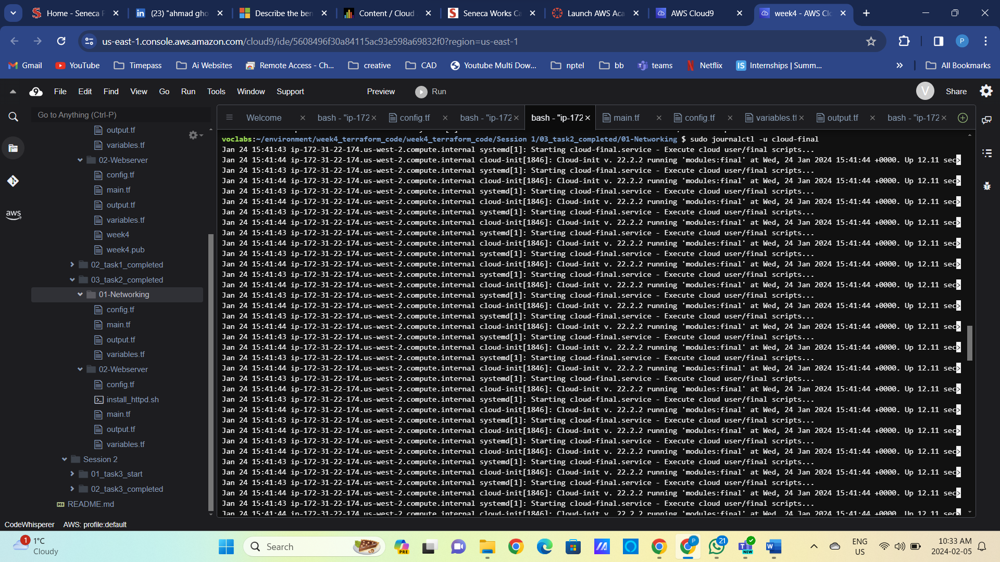 Home - Seneca P
(23) "ahmad gho
Describe the ben
Content / Cloud
Seneca Works Ca
Launch AWS Aca
AWS Cloud9
week4 - AWS Clo
us-east-1.console.aws.amazon.com/cloud9/ide/5608496f30a84115ac93e598a69832f0?region=us-east-1
P
Gmail
YouTube
Timepass
Ai Websites
Remote Access - Ch...
creative
CAD
Youtube Multi Dow...
nptel
bb
teams
Netflix
IS Internships | Summ...
All Bookmarks
File Edit Find View Go Run Tools Window Support
Preview
Run
V
Share
Go to Anything (Ctrl-P)
Welcome
bash - "ip-172
config.tf
bash - "ip-172
bash - "ip-172
main.tf
config.tf
variables.tf
output.tf
bash - "ip-172
output.tf
variables.tf
02-Webserver
config.tf
main.tf
output.tf
variables.tf
week4
week4.pub
02_task1_completed
03_task2_completed
01-Networking
config.tf
main.tf
output.tf
variables.tf
02-Webserver
config.tf
install_httpd.sh
main.tf
output.tf
variables.tf
Session 2
01_task3_start
02_task3_completed
README.md
aws
voclabs:~/environment/week4_terraform_code/week4_terraform_code/Session 1/03_task2_completed/01-Networking $ sudo journalctl -u cloud-final
Jan 24 15:41:43 ip-172-31-22-174.us-west-2.compute.internal systemd[1]: Starting cloud-final.service - Execute cloud user/final scripts...
Jan 24 15:41:44 ip-172-31-22-174.us-west-2.compute.internal cloud-init[1846]: Cloud-init v. 22.2.2 running 'modules:final' at Wed, 24 Jan 2024 15:41:44 +0000. Up 12.11 sec>
Jan 24 15:41:43 ip-172-31-22-174.us-west-2.compute.internal systemd[1]: Starting cloud-final.service - Execute cloud user/final scripts...
Jan 24 15:41:44 ip-172-31-22-174.us-west-2.compute.internal cloud-init[1846]: Cloud-init v. 22.2.2 running 'modules:final' at Wed, 24 Jan 2024 15:41:44 +0000. Up 12.11 sec>
Jan 24 15:41:43 ip-172-31-22-174.us-west-2.compute.internal systemd[1]: Starting cloud-final.service - Execute cloud user/final scripts...
Jan 24 15:41:44 ip-172-31-22-174.us-west-2.compute.internal cloud-init[1846]: Cloud-init v. 22.2.2 running 'modules:final' at Wed, 24 Jan 2024 15:41:44 +0000. Up 12.11 sec>
Jan 24 15:41:43 ip-172-31-22-174.us-west-2.compute.internal systemd[1]: Starting cloud-final.service - Execute cloud user/final scripts...
Jan 24 15:41:44 ip-172-31-22-174.us-west-2.compute.internal cloud-init[1846]: Cloud-init v. 22.2.2 running 'modules:final' at Wed, 24 Jan 2024 15:41:44 +0000. Up 12.11 sec>
Jan 24 15:41:43 ip-172-31-22-174.us-west-2.compute.internal systemd[1]: Starting cloud-final.service - Execute cloud user/final scripts...
Jan 24 15:41:44 ip-172-31-22-174.us-west-2.compute.internal cloud-init[1846]: Cloud-init v. 22.2.2 running 'modules:final' at Wed, 24 Jan 2024 15:41:44 +0000. Up 12.11 sec>
Jan 24 15:41:43 ip-172-31-22-174.us-west-2.compute.internal systemd[1]: Starting cloud-final.service - Execute cloud user/final scripts...
Jan 24 15:41:44 ip-172-31-22-174.us-west-2.compute.internal cloud-init[1846]: Cloud-init v. 22.2.2 running 'modules:final' at Wed, 24 Jan 2024 15:41:44 +0000. Up 12.11 sec>
Jan 24 15:41:43 ip-172-31-22-174.us-west-2.compute.internal systemd[1]: Starting cloud-final.service - Execute cloud user/final scripts...
Jan 24 15:41:44 ip-172-31-22-174.us-west-2.compute.internal cloud-init[1846]: Cloud-init v. 22.2.2 running 'modules:final' at Wed, 24 Jan 2024 15:41:44 +0000. Up 12.11 sec>
Jan 24 15:41:43 ip-172-31-22-174.us-west-2.compute.internal systemd[1]: Starting cloud-final.service - Execute cloud user/final scripts...
Jan 24 15:41:44 ip-172-31-22-174.us-west-2.compute.internal cloud-init[1846]: Cloud-init v. 22.2.2 running 'modules:final' at Wed, 24 Jan 2024 15:41:44 +0000. Up 12.11 sec>
Jan 24 15:41:43 ip-172-31-22-174.us-west-2.compute.internal systemd[1]: Starting cloud-final.service - Execute cloud user/final scripts...
Jan 24 15:41:44 ip-172-31-22-174.us-west-2.compute.internal cloud-init[1846]: Cloud-init v. 22.2.2 running 'modules:final' at Wed, 24 Jan 2024 15:41:44 +0000. Up 12.11 sec>
Jan 24 15:41:43 ip-172-31-22-174.us-west-2.compute.internal systemd[1]: Starting cloud-final.service - Execute cloud user/final scripts...
Jan 24 15:41:44 ip-172-31-22-174.us-west-2.compute.internal cloud-init[1846]: Cloud-init v. 22.2.2 running 'modules:final' at Wed, 24 Jan 2024 15:41:44 +0000. Up 12.11 sec>
Jan 24 15:41:43 ip-172-31-22-174.us-west-2.compute.internal systemd[1]: Starting cloud-final.service - Execute cloud user/final scripts...
Jan 24 15:41:44 ip-172-31-22-174.us-west-2.compute.internal cloud-init[1846]: Cloud-init v. 22.2.2 running 'modules:final' at Wed, 24 Jan 2024 15:41:44 +0000. Up 12.11 sec>
Jan 24 15:41:43 ip-172-31-22-174.us-west-2.compute.internal systemd[1]: Starting cloud-final.service - Execute cloud user/final scripts...
Jan 24 15:41:44 ip-172-31-22-174.us-west-2.compute.internal cloud-init[1846]: Cloud-init v. 22.2.2 running 'modules:final' at Wed, 24 Jan 2024 15:41:44 +0000. Up 12.11 sec>
Jan 24 15:41:43 ip-172-31-22-174.us-west-2.compute.internal systemd[1]: Starting cloud-final.service - Execute cloud user/final scripts...
Jan 24 15:41:44 ip-172-31-22-174.us-west-2.compute.internal cloud-init[1846]: Cloud-init v. 22.2.2 running 'modules:final' at Wed, 24 Jan 2024 15:41:44 +0000. Up 12.11 sec>
Jan 24 15:41:43 ip-172-31-22-174.us-west-2.compute.internal systemd[1]: Starting cloud-final.service - Execute cloud user/final scripts...
Jan 24 15:41:44 ip-172-31-22-174.us-west-2.compute.internal cloud-init[1846]: Cloud-init v. 22.2.2 running 'modules:final' at Wed, 24 Jan 2024 15:41:44 +0000. Up 12.11 sec>
Jan 24 15:41:43 ip-172-31-22-174.us-west-2.compute.internal systemd[1]: Starting cloud-final.service - Execute cloud user/final scripts...
Jan 24 15:41:44 ip-172-31-22-174.us-west-2.compute.internal cloud-init[1846]: Cloud-init v. 22.2.2 running 'modules:final' at Wed, 24 Jan 2024 15:41:44 +0000. Up 12.11 sec>
Jan 24 15:41:43 ip-172-31-22-174.us-west-2.compute.internal systemd[1]: Starting cloud-final.service - Execute cloud user/final scripts...
Jan 24 15:41:44 ip-172-31-22-174.us-west-2.compute.internal cloud-init[1846]: Cloud-init v. 22.2.2 running 'modules:final' at Wed, 24 Jan 2024 15:41:44 +0000. Up 12.11 sec>
Jan 24 15:41:43 ip-172-31-22-174.us-west-2.compute.internal systemd[1]: Starting cloud-final.service - Execute cloud user/final scripts...
Jan 24 15:41:44 ip-172-31-22-174.us-west-2.compute.internal cloud-init[1846]: Cloud-init v. 22.2.2 running 'modules:final' at Wed, 24 Jan 2024 15:41:44 +0000. Up 12.11 sec>
Jan 24 15:41:43 ip-172-31-22-174.us-west-2.compute.internal systemd[1]: Starting cloud-final.service - Execute cloud user/final scripts...
Jan 24 15:41:44 ip-172-31-22-174.us-west-2.compute.internal cloud-init[1846]: Cloud-init v. 22.2.2 running 'modules:final' at Wed, 24 Jan 2024 15:41:44 +0000. Up 12.11 sec>
CodeWhisperer AWS: profile:default
1
1°C
Cloudy
Search
PRE
P
21
NEW
ENG
US
10:33 AM
2024-02-05